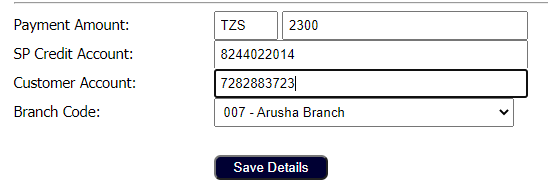 Payment Amount: TZS 2300
SP Credit Account: 8244022014
Customer Account: 7282883723
Branch Code: 007 - Arusha Branch
Save Details